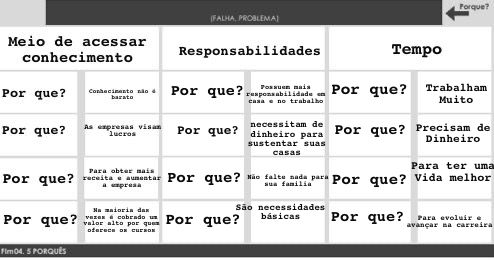 (FALHA, PROBLEMA)
Porque?
Meio de acessar
conhecimento
Responsabilidades
Tempo
Por que?
Conhecimento não é
barato
Por que?
Possuem mais
responsabilidade em
casa e no trabalho
Por que?
Trabalham
Muito
Por que?
As empresas visam
lucros
Por que?
necessitam de
dinheiro para
sustentar suas
casas
Por que?
Precisam de
Dinheiro
Por que?
Para obter mais
receita e aumentar
a empresa
Por que?
Não falte nada para
sua família
Por que?
Para ter uma
Vida melhor
Por que?
Na maioria das
vezes é cobrado um
valor alto por quem
oferece os cursos
Por que?
São necessidades
básicas
Por que?
Para evoluir e
avançar na carreira
Fim04. 5 PORQUÊS